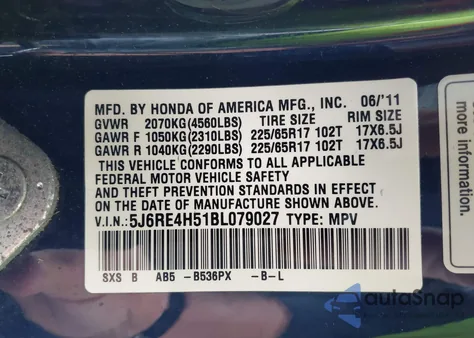 MFD. BY HONDA OF AMERICA MFG., INC. 06/'11
GVWR 2070KG(4560LBS) TIRE SIZE RIM SIZE
GAWR F 1050KG(2310LBS) 225/65R17 102T 17X6.5J
GAWR R 1040KG(2290LBS) 225/65R17 102T 17X6.5J
THIS VEHICLE CONFORMS TO ALL APPLICABLE
FEDERAL MOTOR VEHICLE SAFETY
AND THEFT PREVENTION STANDARDS IN EFFECT
ON THE DATE OF MANUFACTURE SHOWN ABOVE.
V.I.N.:5J6RE4H51BL079027 TYPE: MPV
SXS B AB5 -B536PX -B-L
autoSnap